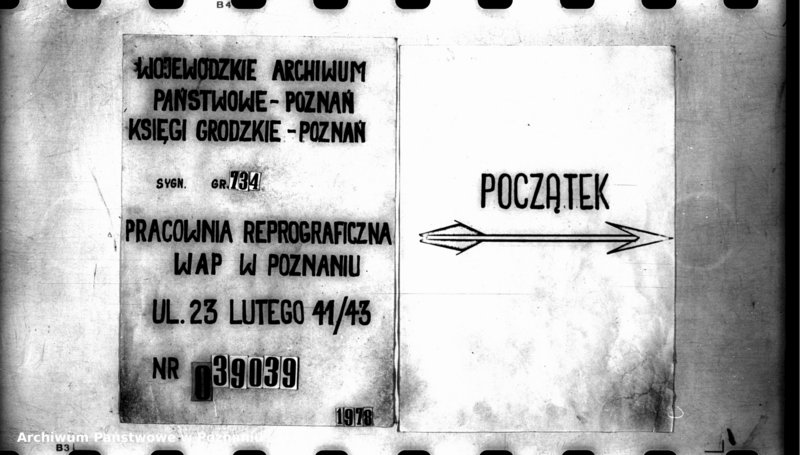 B4
WOJEWÓDZKIE ARCHIWUM
PAŃSTWOWE - POZNAŃ
KSIĘGI GRODZKIE - POZNAŃ
SYGN. GR. 734
PRACOWNIA REPROGRAFICZNA
WAP W POZNANIU
UL. 23 LUTEGO 41/43
NR 039039
1978
POCZĄTEK
Archiwum Państwowe w Poznaniu
B3